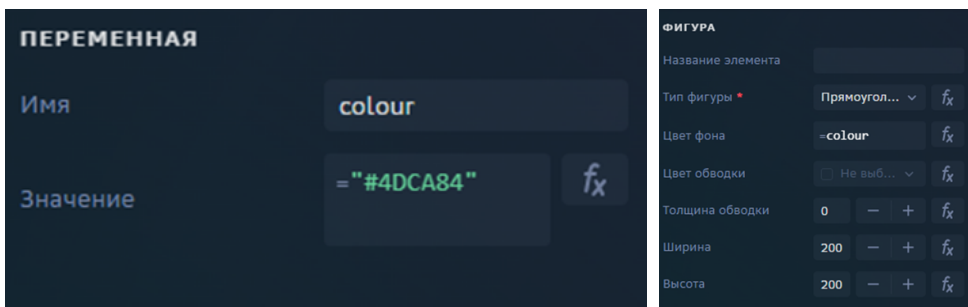 ПЕРЕМЕННАЯ
Имя
colour
Значение
="#4DCA84"
fx
ФИГУРА
Название элемента
Тип фигуры *
Прямоугол...
fx
Цвет фона
=colour
fx
Цвет обводки
Не выб...
fx
Толщина обводки
0 — +
fx
Ширина
200 — +
fx
Высота
200 — +
fx